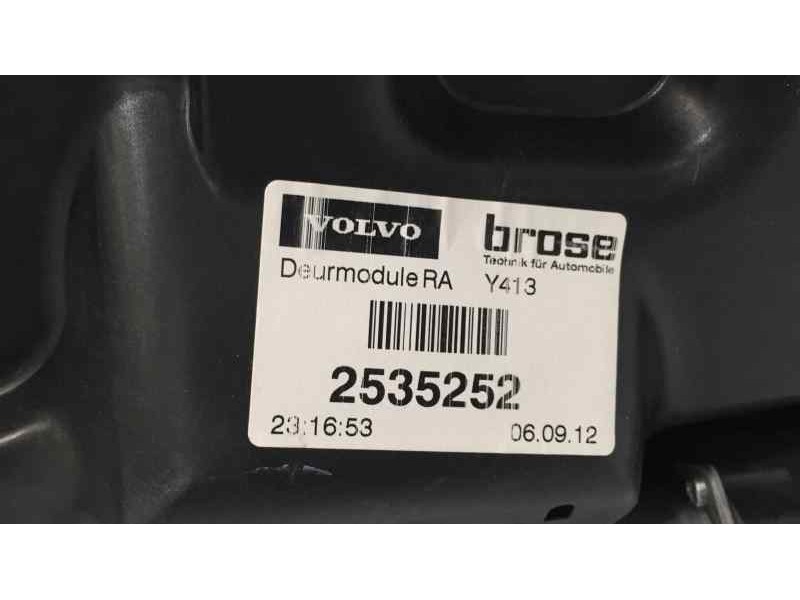 VOLVO
brose
Technik für Automobile
Deurmodule RA Y413
2535252
23:16:53 06.09.12